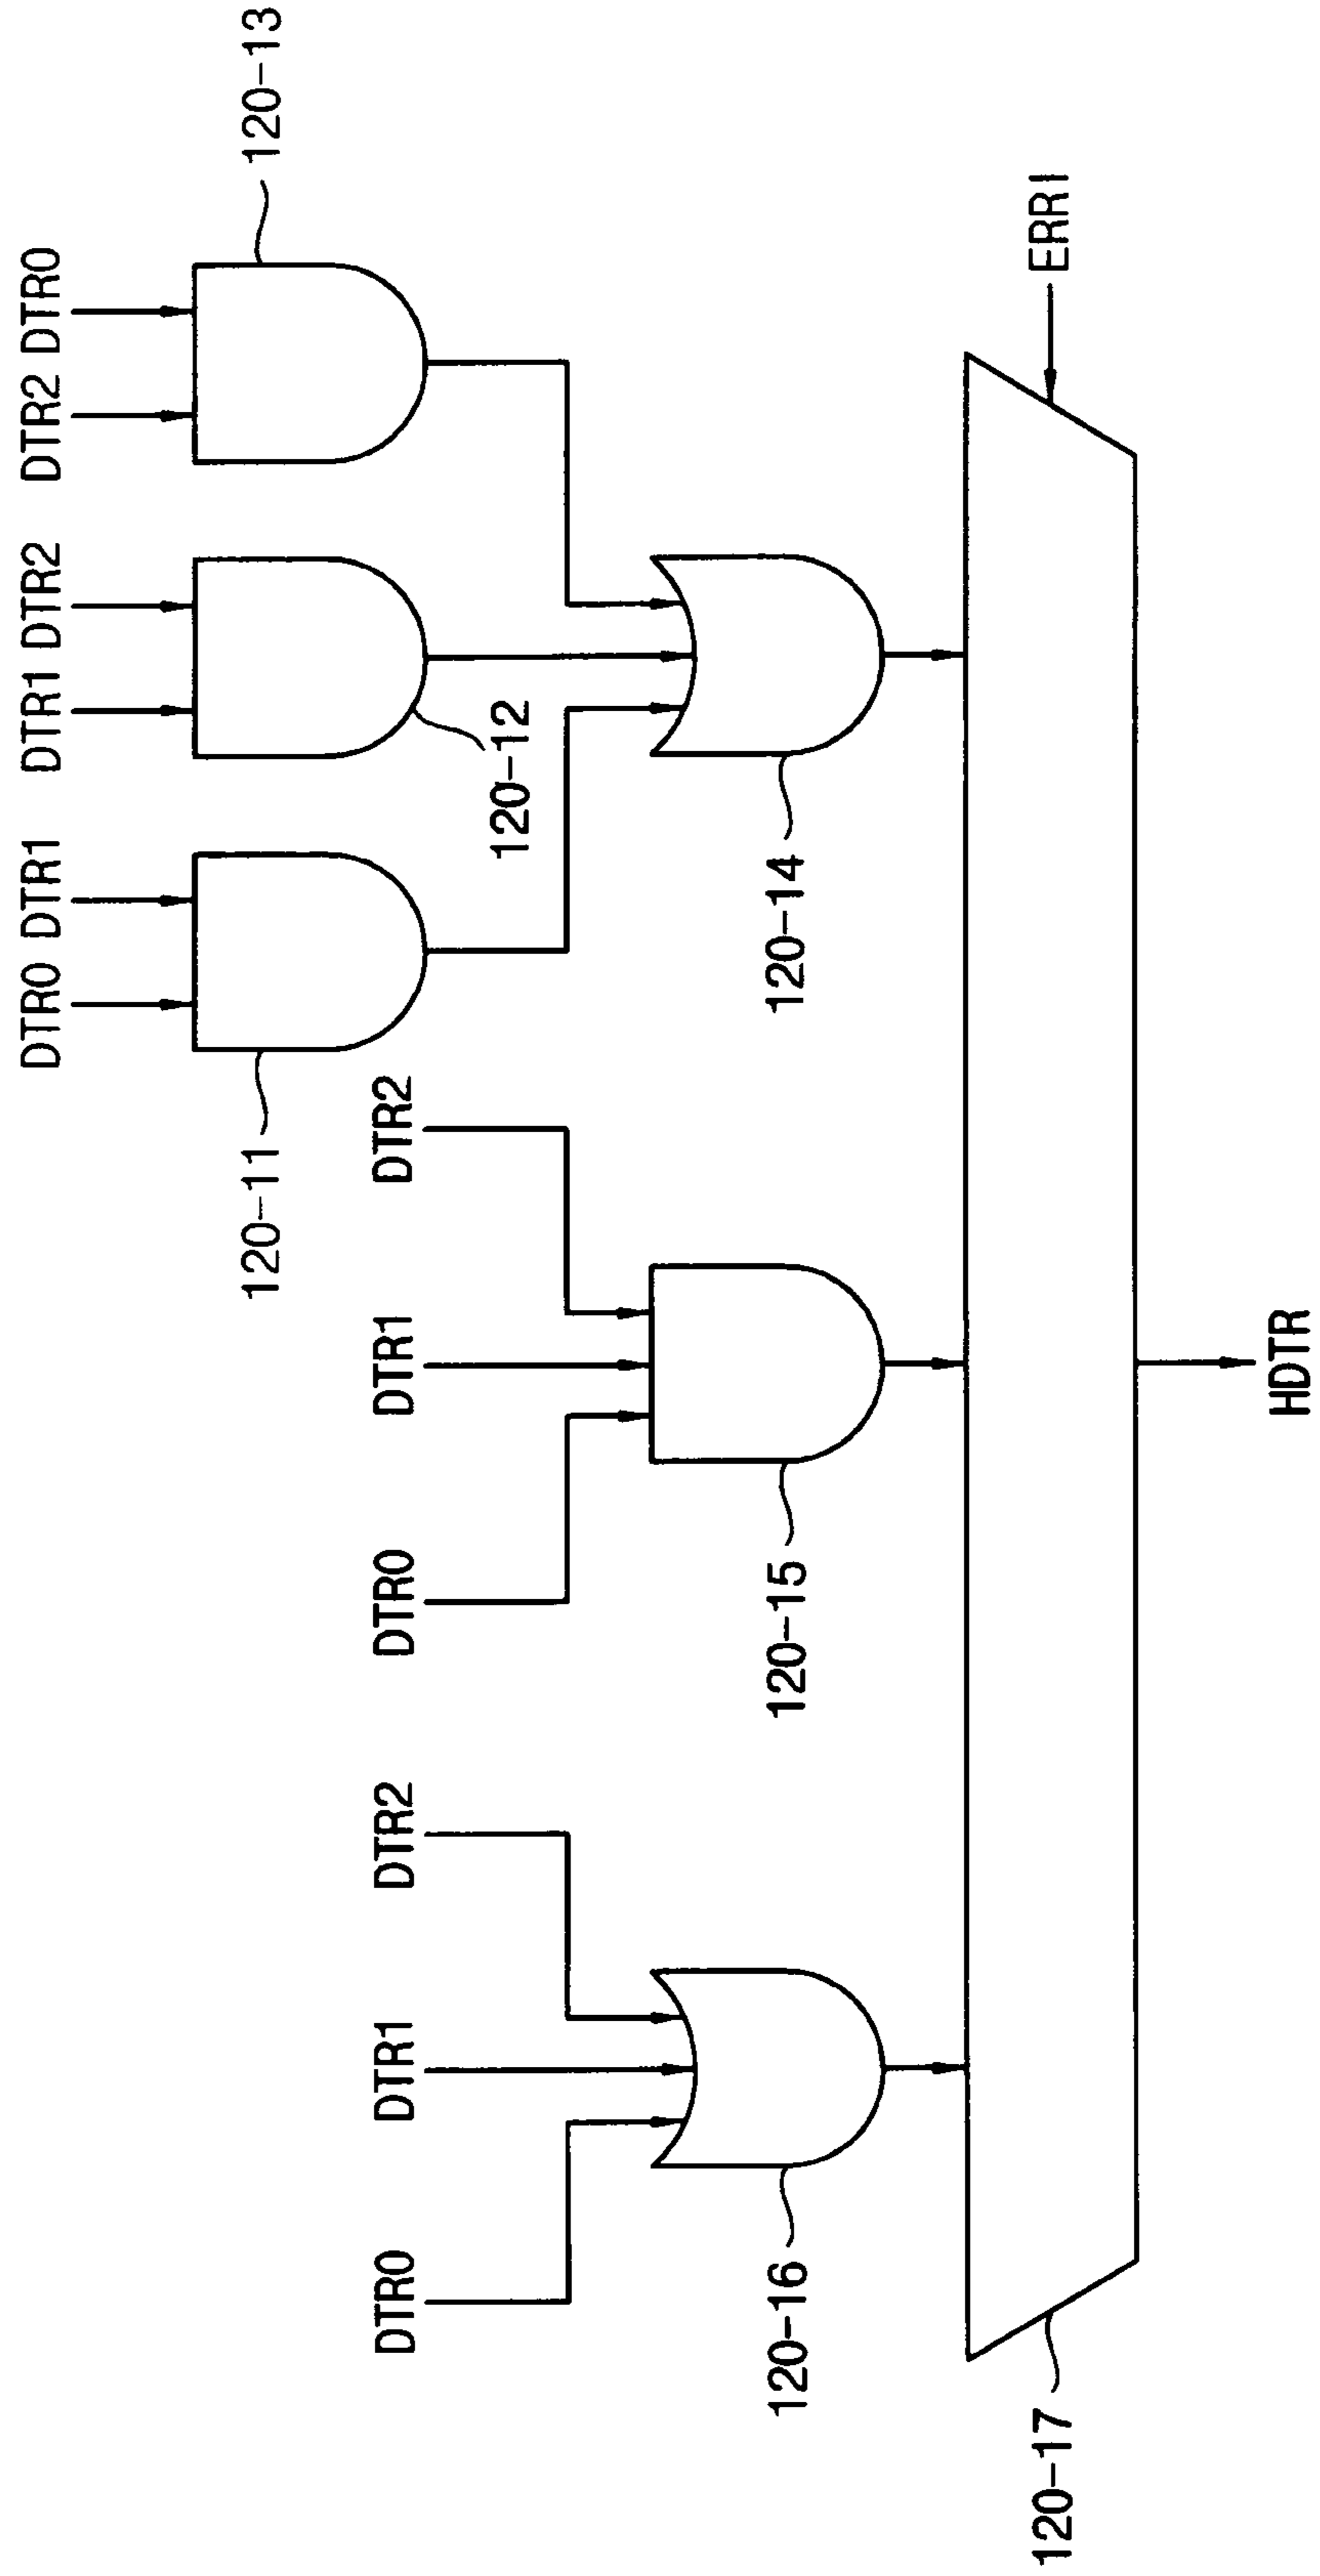 DTR0 DTR1 DTR1 DTR2 DTR2 DTR0
120-11
120-13
DTR0 DTR1 DTR2 DTR0 DTR1 DTR2
120-12
120-16
120-15
120-14
120-17
ERRI
HDTR